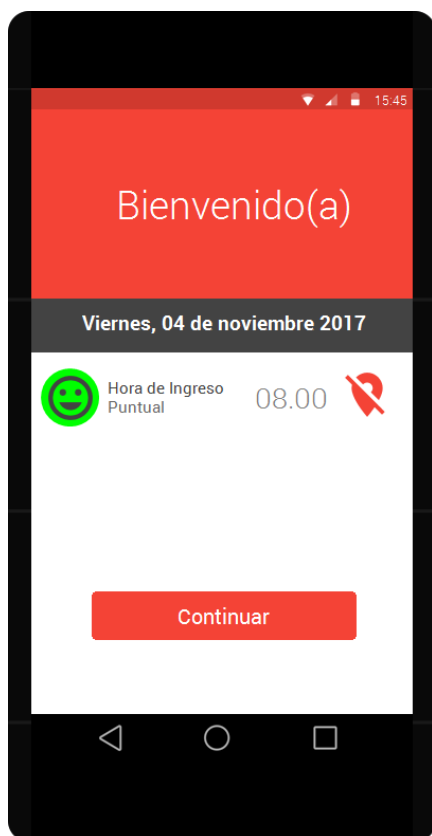 15:45
Bienvenido(a)
Viernes, 04 de noviembre 2017
Hora de Ingreso
Puntual
08.00
Continuar